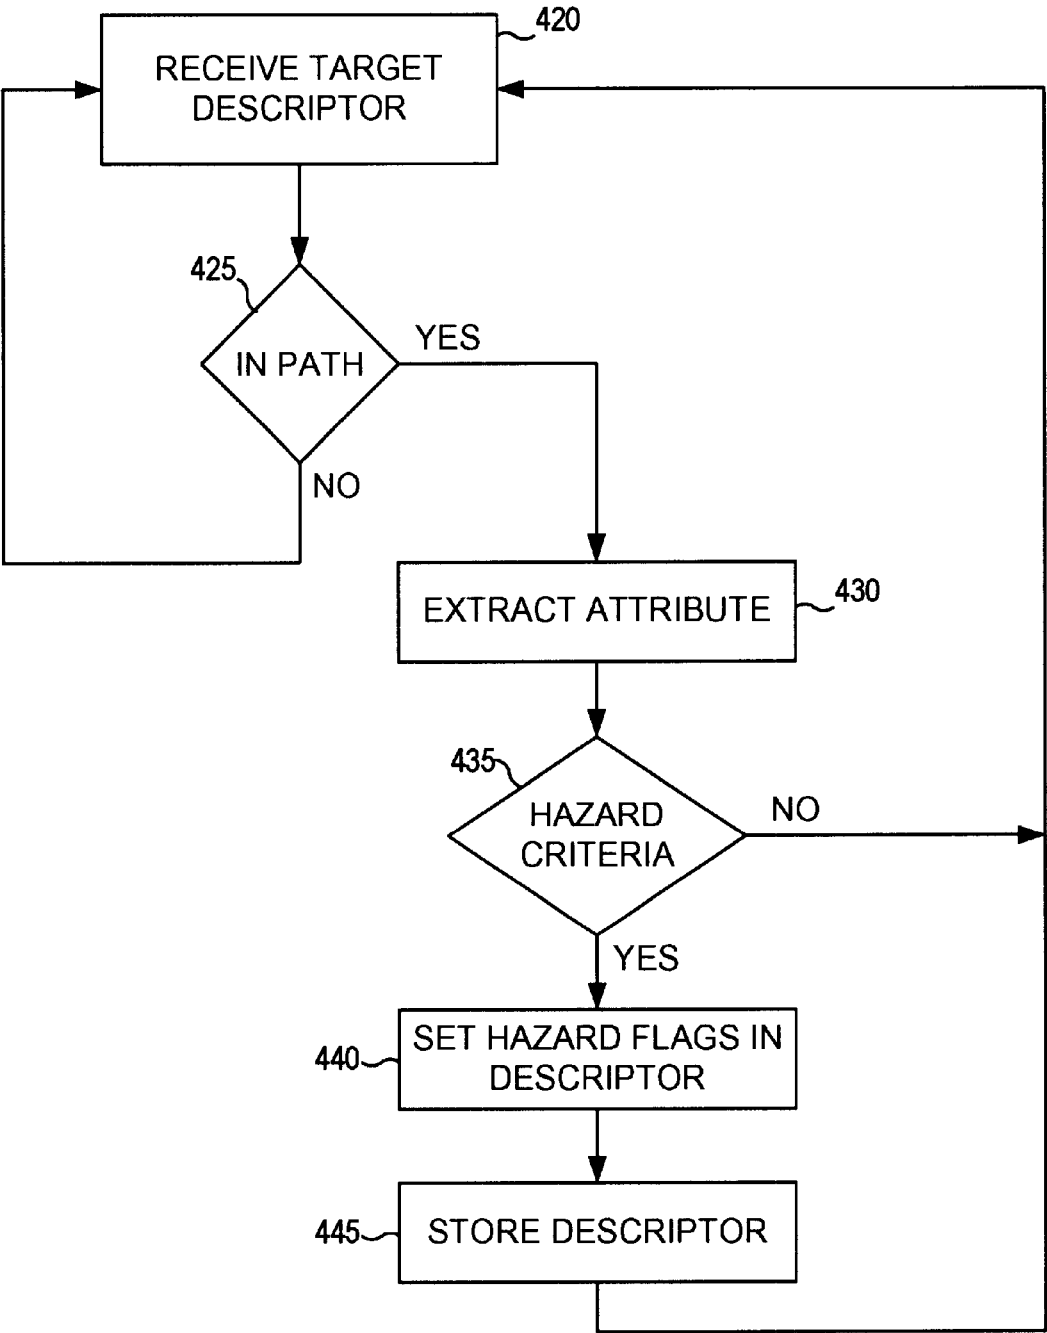 420
RECEIVE TARGET
DESCRIPTOR
425
IN PATH
YES
NO
EXTRACT ATTRIBUTE
430
435
HAZARD
CRITERIA
NO
YES
440
SET HAZARD FLAGS IN
DESCRIPTOR
445
STORE DESCRIPTOR